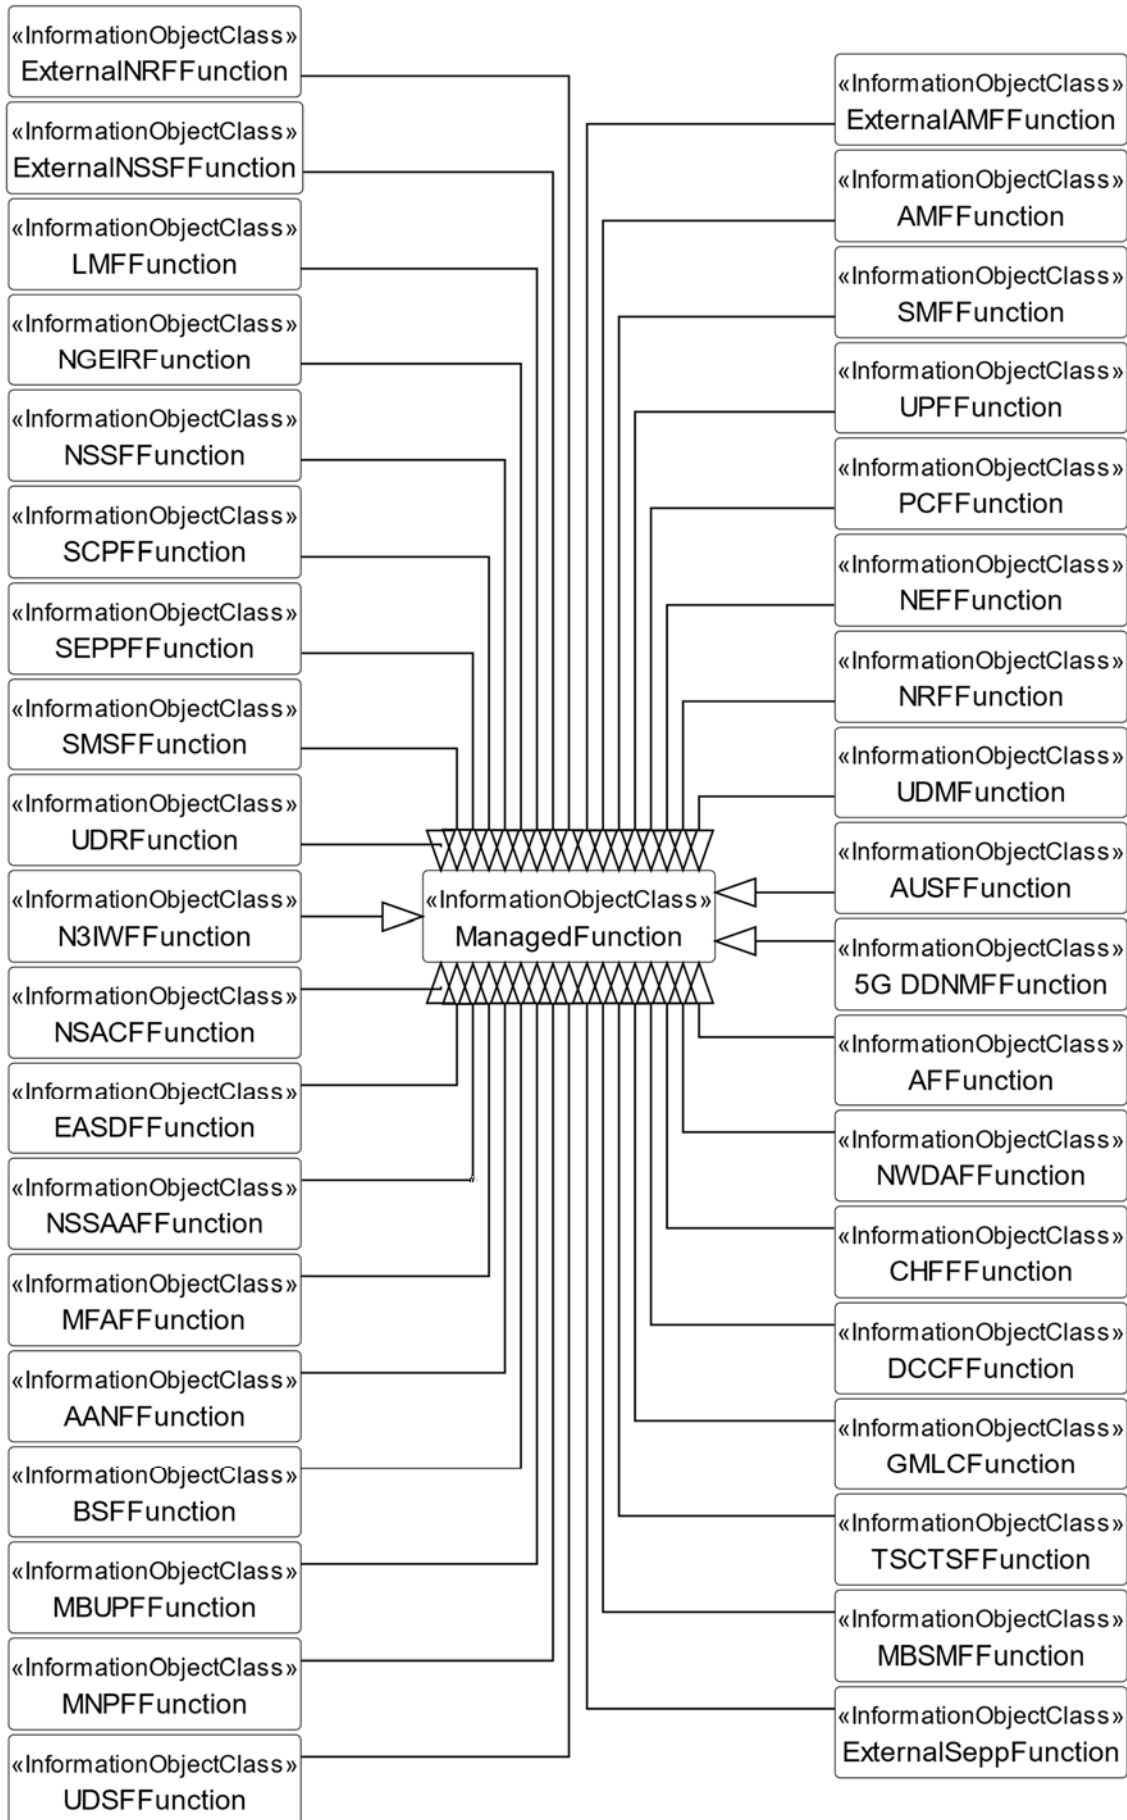 «InformationObjectClass»
ExternalNRFFunction
«InformationObjectClass»
ExternalNSSFFunction
«InformationObjectClass»
LMFFunction
«InformationObjectClass»
NGEIRFunction
«InformationObjectClass»
NSSFFunction
«InformationObjectClass»
SCPFFunction
«InformationObjectClass»
SEPPFFunction
«InformationObjectClass»
SMSFFunction
«InformationObjectClass»
UDRFunction
«InformationObjectClass»
N3IWFFunction
«InformationObjectClass»
NSACFFunction
«InformationObjectClass»
EASDFFunction
«InformationObjectClass»
NSSAAFFunction
«InformationObjectClass»
MFAFFunction
«InformationObjectClass»
AANFFunction
«InformationObjectClass»
BSFFunction
«InformationObjectClass»
MBUPFFunction
«InformationObjectClass»
MNPFFunction
«InformationObjectClass»
UDSFFunction
«InformationObjectClass»
ManagedFunction
«InformationObjectClass»
ExternalAMFFunction
«InformationObjectClass»
AMFFunction
«InformationObjectClass»
SMFFunction
«InformationObjectClass»
UPFFunction
«InformationObjectClass»
PCFFunction
«InformationObjectClass»
NEFFunction
«InformationObjectClass»
NRFFunction
«InformationObjectClass»
UDMFunction
«InformationObjectClass»
AUSFFunction
«InformationObjectClass»
5G DDNMFFunction
«InformationObjectClass»
AFFunction
«InformationObjectClass»
NWDAFFunction
«InformationObjectClass»
CHFFFunction
«InformationObjectClass»
DCCFFunction
«InformationObjectClass»
GMLCFunction
«InformationObjectClass»
TSCTSFFunction
«InformationObjectClass»
MBSMFFunction
«InformationObjectClass»
ExternalSeppFunction